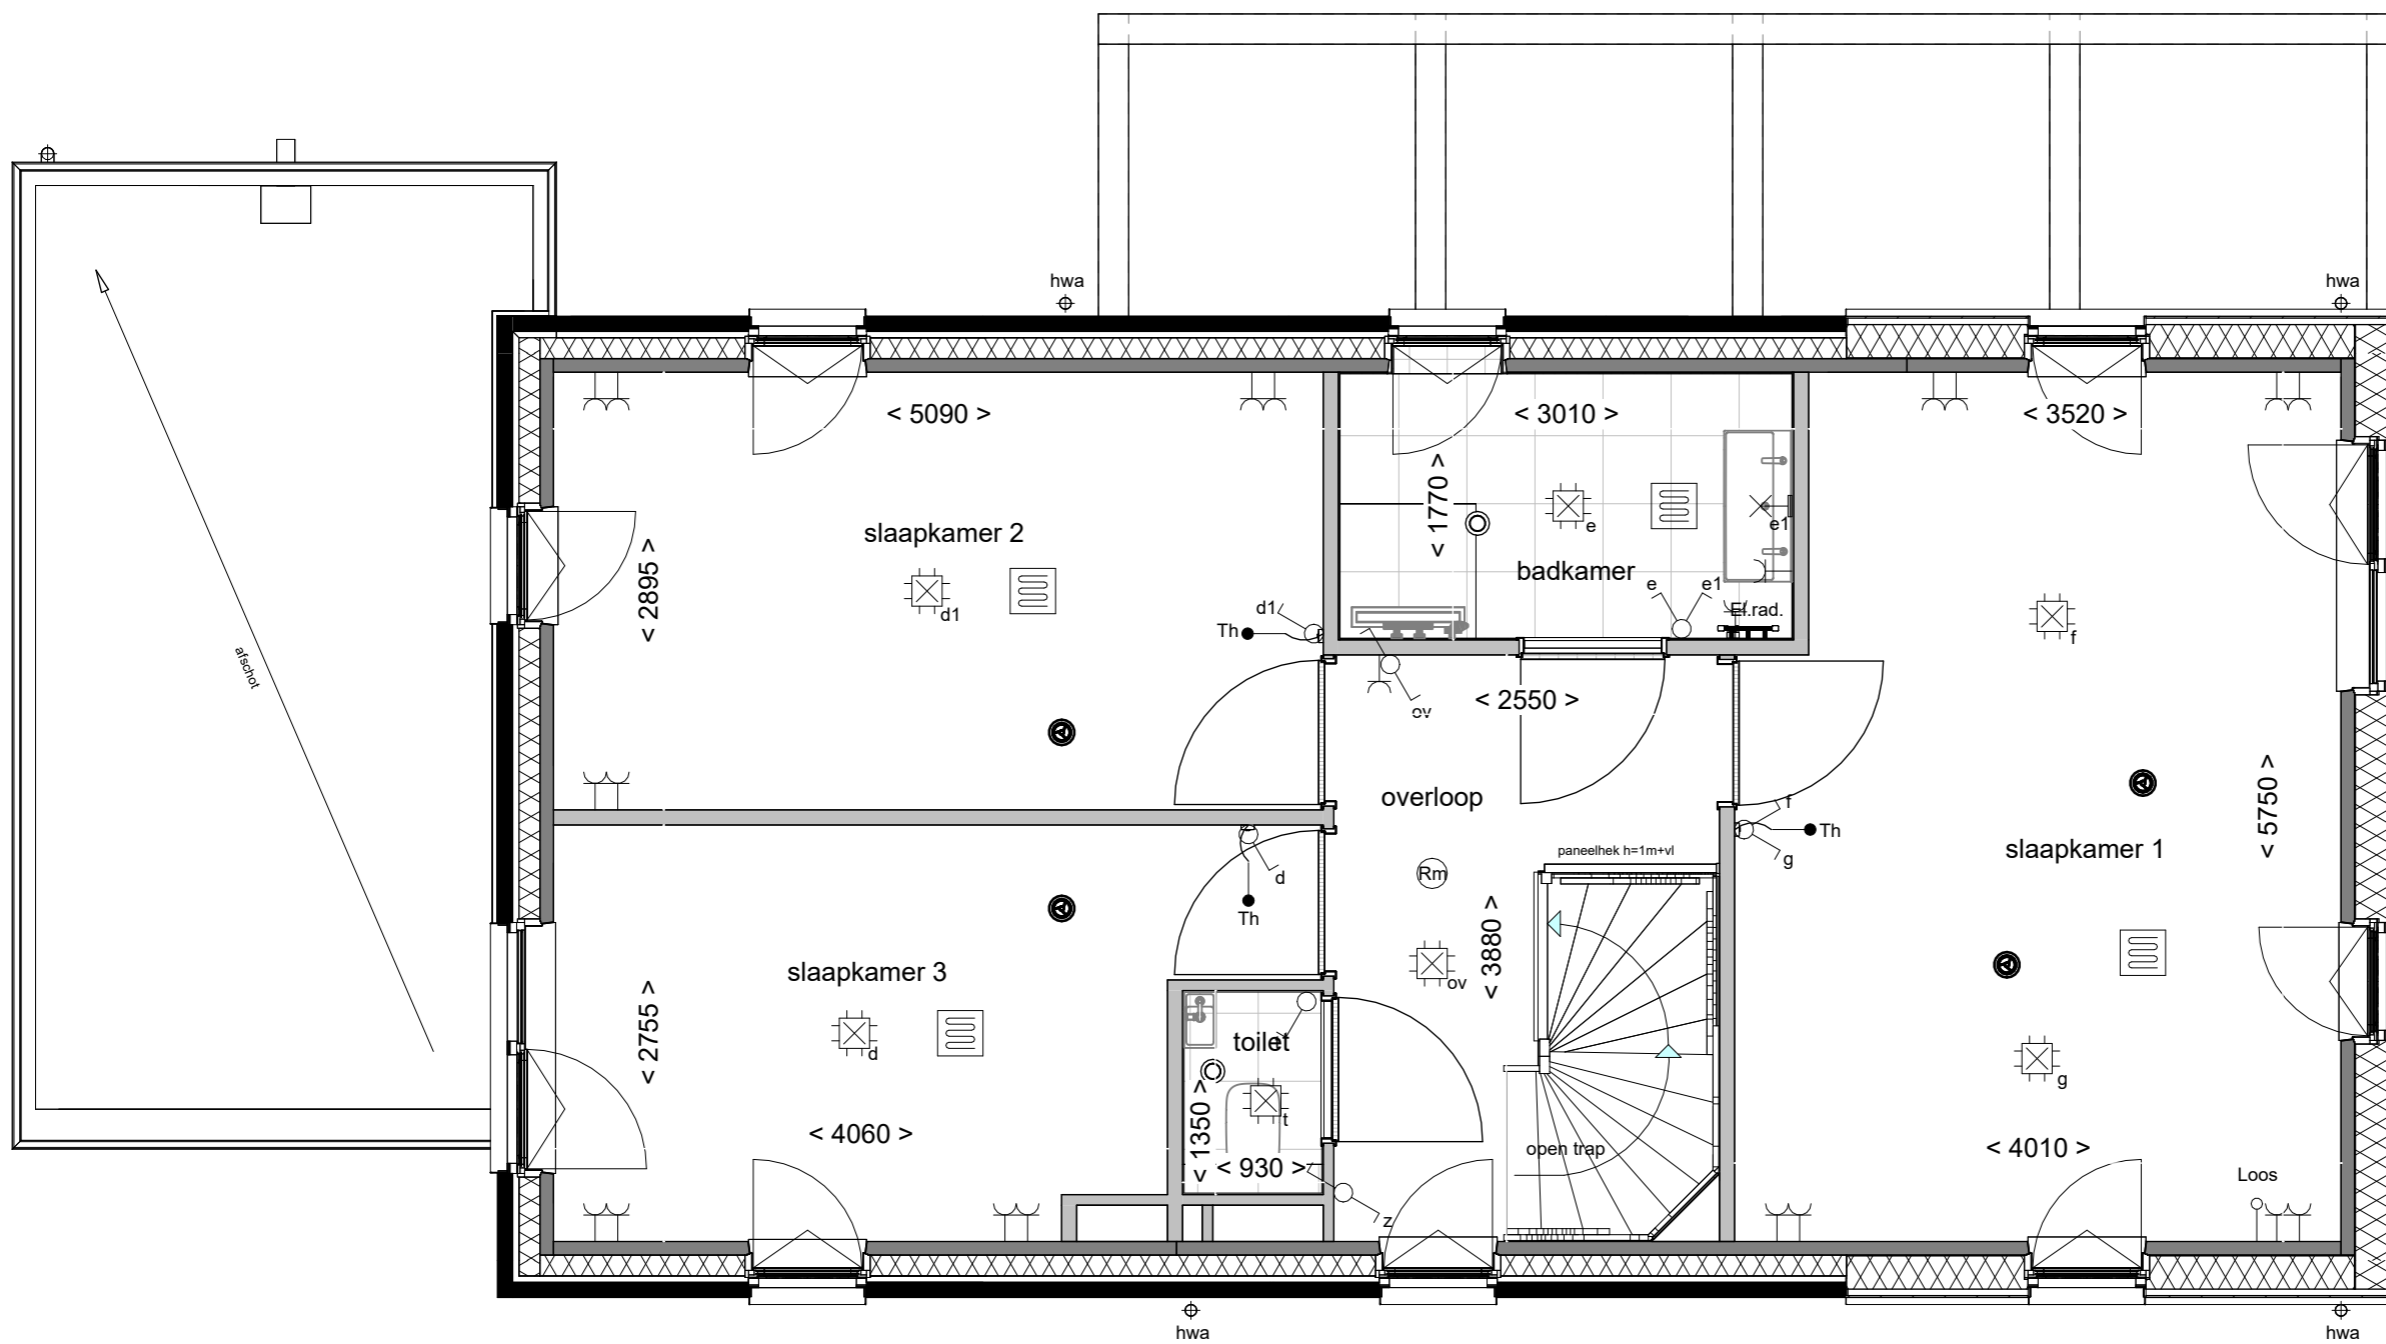 hwa
hwa
< 5090 >
< 3010 >
< 3520 >
< 1770 >
slaapkamer 2
< 2895 >
d1
e
e1
badkamer
e
e1
El.rad.
d1
Th
f
afschot
ov
< 2550 >
overloop
f
Th
g
paneelhek h=1m+vl
slaapkamer 1
< 5750 >
Rm
d
Th
< 3880 >
ov
slaapkamer 3
d
< 2755 >
toilet
t
< 1350 >
< 930 >
g
< 4060 >
open trap
< 4010 >
Loos
z
hwa
hwa